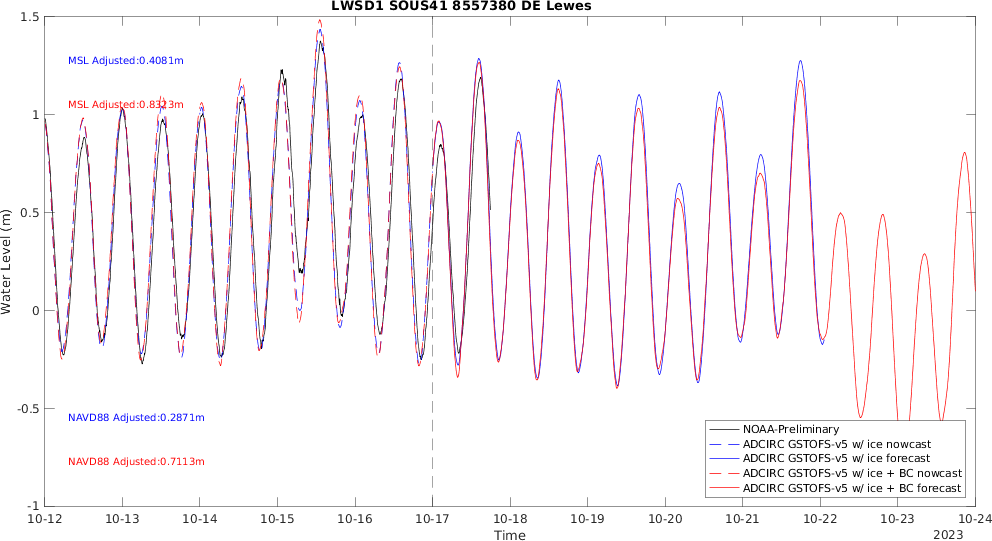 LWSD1 SOUS41 8557380 DE Lewes
1.5
MSL Adjusted:0.4081m
MSL Adjusted:0.8323m
1
0.5
Water Level (m)
0
-0.5
NAVD88 Adjusted:0.2871m
NAVD88 Adjusted:0.7113m
NOAA-Preliminary
ADCIRC GSTOFS-v5 w/ ice nowcast
ADCIRC GSTOFS-v5 w/ ice forecast
ADCIRC GSTOFS-v5 w/ ice + BC nowcast
ADCIRC GSTOFS-v5 w/ ice + BC forecast
-1
10-12 10-13 10-14 10-15 10-16 10-17 10-18 10-19 10-20 10-21 10-22 10-23 10-24
Time
2023